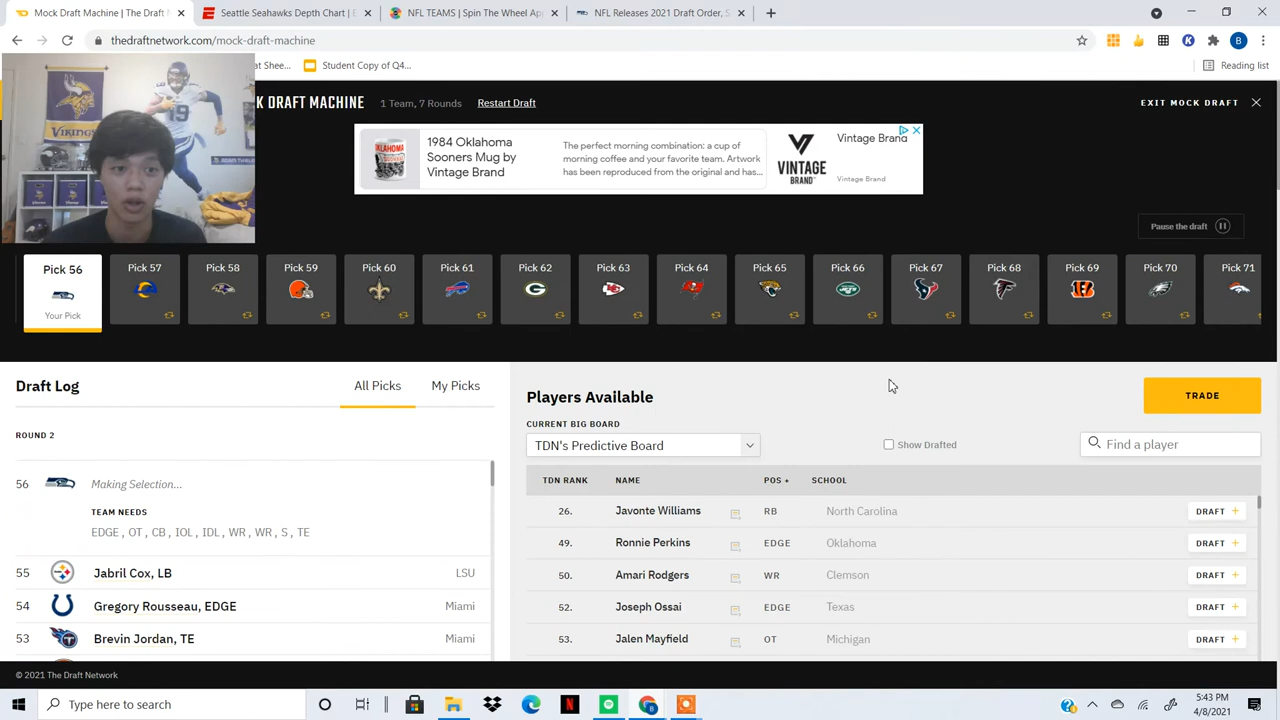 Mock Draft Machine | The Draft N
Seattle Seahawks Depth Chart | E
NFL TEAMS | Spin The Wheel App
NFL Releases 2021 Draft Order, S
thedraftnetwork.com/mock-draft-machine
at Shee...
Student Copy of Q4...
Reading list
VIKINGS
CK DRAFT MACHINE
1 Team, 7 Rounds
Restart Draft
EXIT MOCK DRAFT
1984 Oklahoma
Sooners Mug by
Vintage Brand
The perfect morning combination: a cup of
morning coffee and your favorite team. Artwork
has been reproduced from the original and has...
VINTAGE
BRAND
Vintage Brand
Vintage Brand
Pause the draft
Pick 56
Your Pick
Pick 57
Pick 58
Pick 59
Pick 60
Pick 61
Pick 62
Pick 63
Pick 64
Pick 65
Pick 66
Pick 67
Pick 68
Pick 69
Pick 70
Pick 71
Draft Log
All Picks
My Picks
ROUND 2
56 Making Selection...
TEAM NEEDS
EDGE , OT , CB , IOL , IDL , WR , WR , S , TE
55 Jabril Cox, LB LSU
54 Gregory Rousseau, EDGE Miami
53 Brevin Jordan, TE Miami
Players Available
TRADE
CURRENT BIG BOARD
TDN's Predictive Board
Show Drafted
Find a player
TDN RANK NAME POS + SCHOOL
26. Javonte Williams RB North Carolina DRAFT +
49. Ronnie Perkins EDGE Oklahoma DRAFT +
50. Amari Rodgers WR Clemson DRAFT +
52. Joseph Ossai EDGE Texas DRAFT +
53. Jalen Mayfield OT Michigan DRAFT +
© 2021 The Draft Network
Type here to search
5:43 PM
4/8/2021